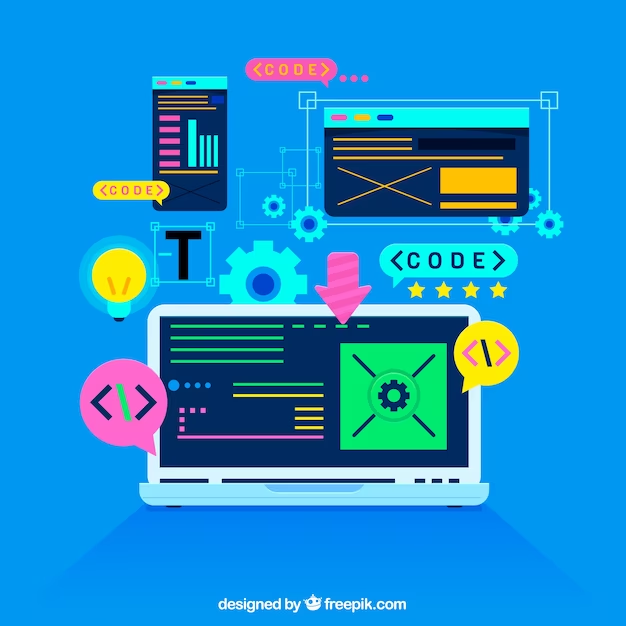 <CODE>
<CODE>
T
<CODE>
<\>
<\>
designed by freepik.com